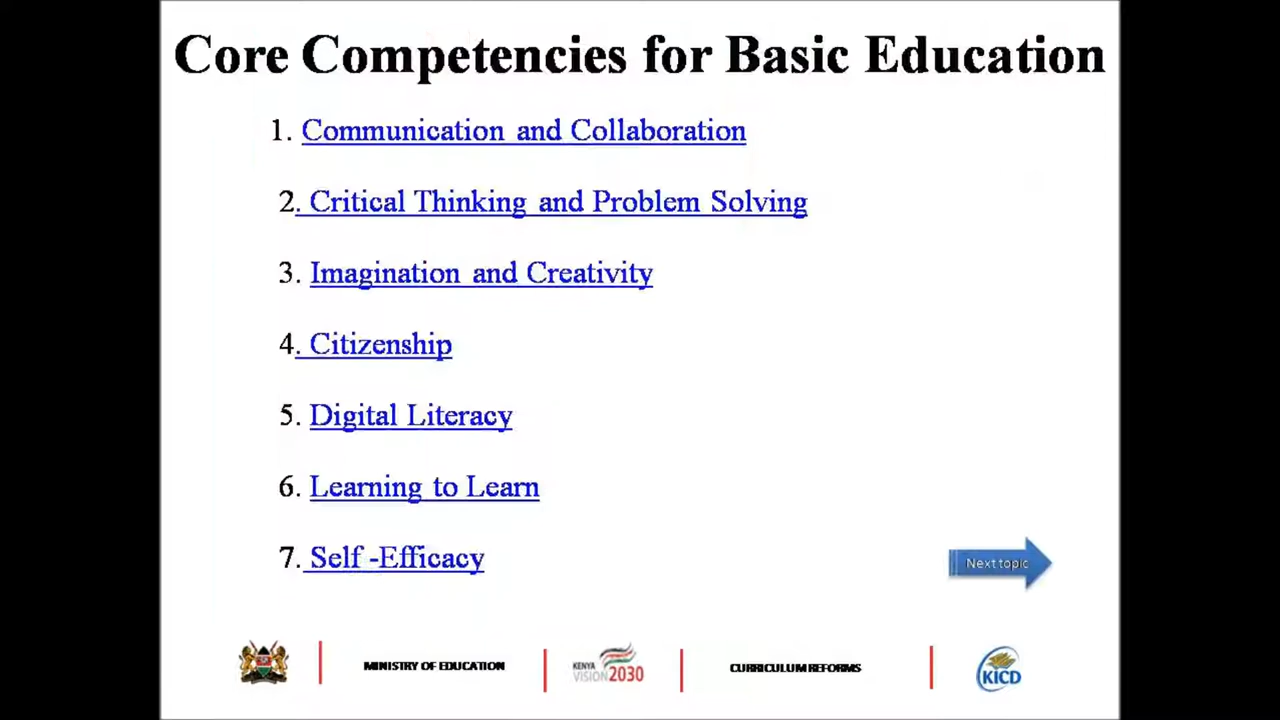 Core Competencies for Basic Education
1. Communication and Collaboration
2. Critical Thinking and Problem Solving
3. Imagination and Creativity
4. Citizenship
5. Digital Literacy
6. Learning to Learn
7. Self -Efficacy
Next topic
MINISTRY OF EDUCATION
KENYA
VISION 2030
CURRICULUM REFORMS
KICD